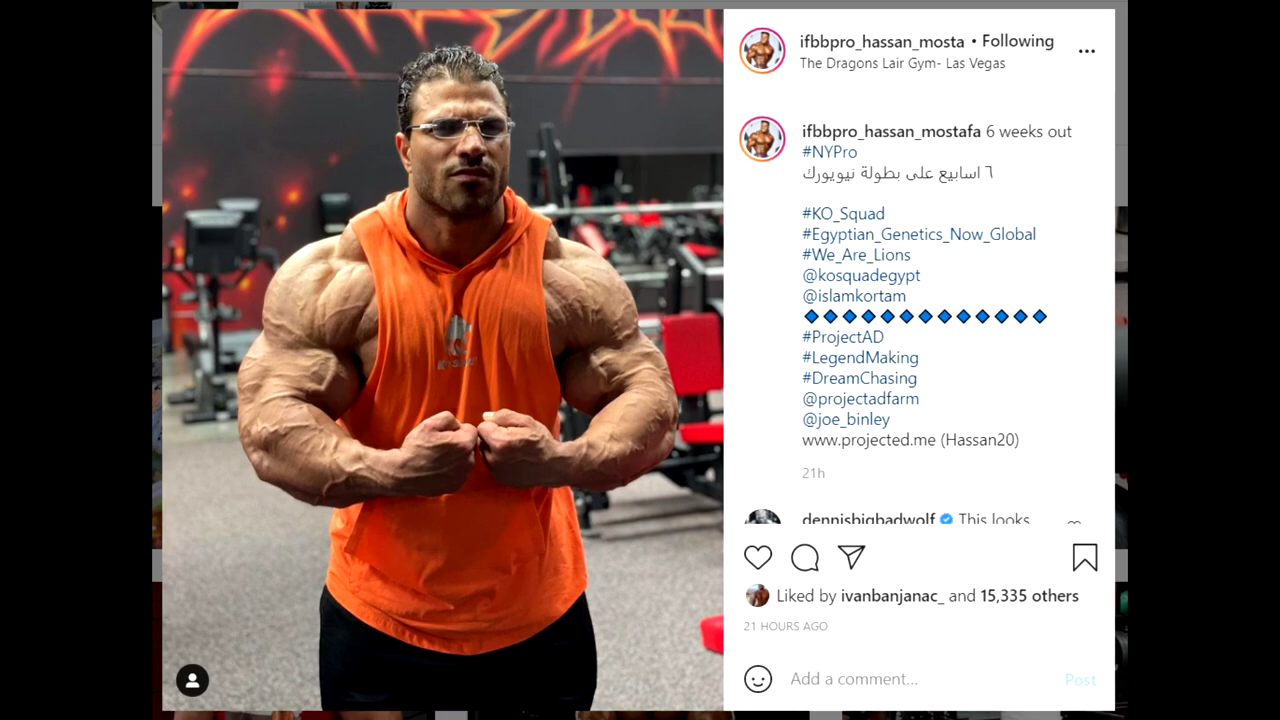 ifbbpro_hassan_mosta • Following
The Dragons Lair Gym- Las Vegas
ifbbpro_hassan_mostafa 6 weeks out
#NYPro
٦ اسابيع على بطولة نيويورك
#KO_Squad
#Egyptian_Genetics_Now_Global
#We_Are_Lions
@kosquadegypt
@islamkortam
#ProjectAD
#LegendMaking
#DreamChasing
@projectadfarm
@joe_binley
www.projected.me (Hassan20)
21h
dennisbigbadwolf This looks
Liked by ivanbanjanac_ and 15,335 others
21 HOURS AGO
Add a comment... Post